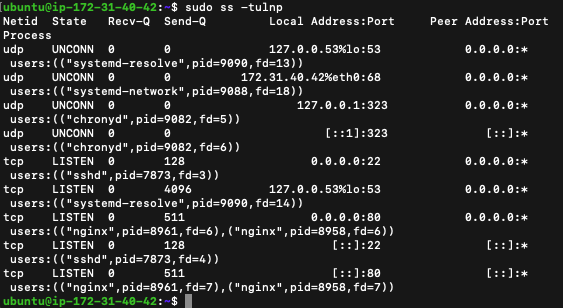 ubuntu@ip-172-31-40-42:~$ sudo ss -tulnp
Netid State Recv-Q Send-Q Local Address:Port Peer Address:Port
Process
udp UNCONN 0 0 127.0.0.53%lo:53 0.0.0.0:*
users:(("systemd-resolve",pid=9090,fd=13))
udp UNCONN 0 0 172.31.40.42%eth0:68 0.0.0.0:*
users:(("systemd-network",pid=9088,fd=18))
udp UNCONN 0 0 127.0.0.1:323 0.0.0.0:*
users:(("chronyd",pid=9082,fd=5))
udp UNCONN 0 0 [::1]:323 [::]:*
users:(("chronyd",pid=9082,fd=6))
tcp LISTEN 0 128 0.0.0.0:22 0.0.0.0:*
users:(("sshd",pid=7873,fd=3))
tcp LISTEN 0 4096 127.0.0.53%lo:53 0.0.0.0:*
users:(("systemd-resolve",pid=9090,fd=14))
tcp LISTEN 0 511 0.0.0.0:80 0.0.0.0:*
users:(("nginx",pid=8961,fd=6),("nginx",pid=8958,fd=6))
tcp LISTEN 0 128 [::]:22 [::]:*
users:(("sshd",pid=7873,fd=4))
tcp LISTEN 0 511 [::]:80 [::]:*
users:(("nginx",pid=8961,fd=7),("nginx",pid=8958,fd=7))
ubuntu@ip-172-31-40-42:~$